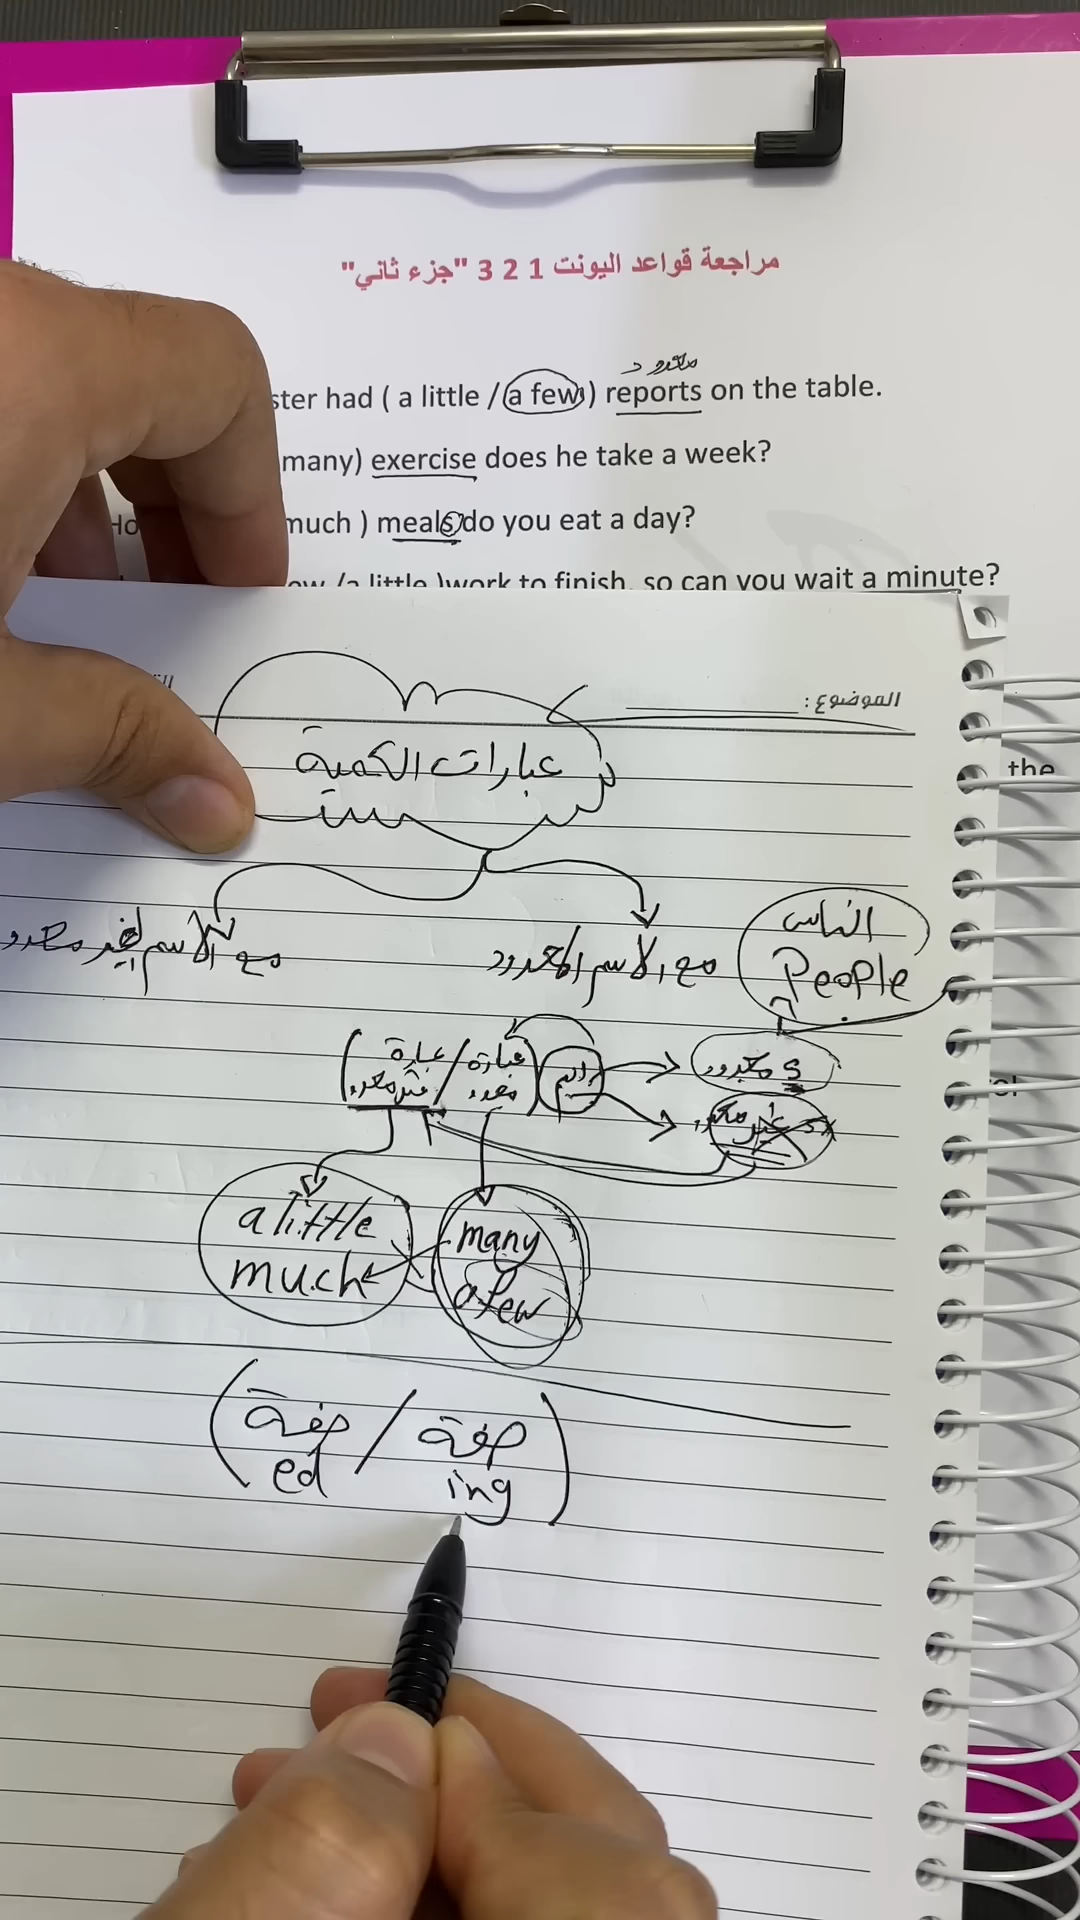 مراجعة قواعد اليونت 1 2 3 "جزء ثاني"
معدود
ster had ( a little / a few ) reports on the table.
many) exercise does he take a week?
Ho much ) meals do you eat a day?
ow /a little )work to finish, so can you wait a minute?
الموضوع :
the
عبارات الكمية
مع الاسم المعدود
مع الاسم الغير معدود
الناس
People
(عبارة / عبارة اسم)
معدود غير معدود
s معدود
غير معدود s
a little
much
many
a few
(صفة / صفة)
ing ed